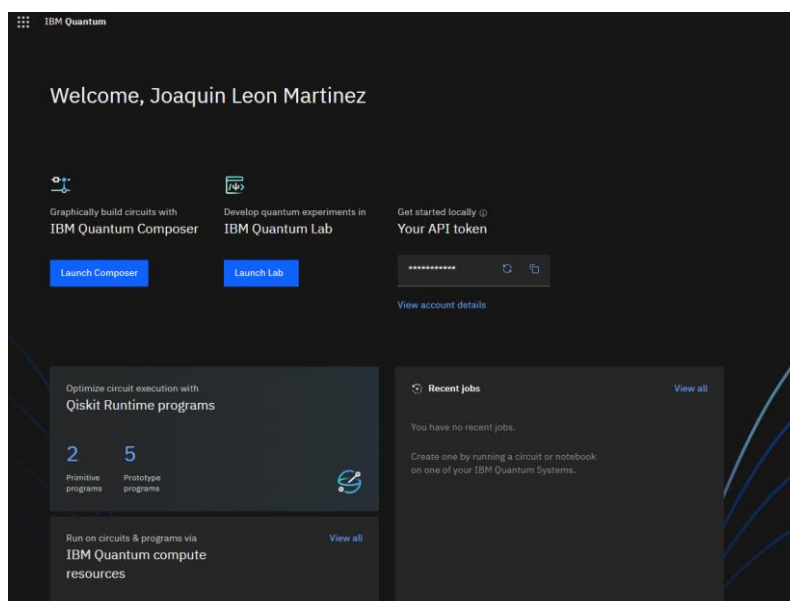 IBM Quantum
Welcome, Joaquin Leon Martinez
Graphically build circuits with
IBM Quantum Composer
Launch Composer
Develop quantum experiments in
IBM Quantum Lab
Launch Lab
Get started locally
Your API token
***********
View account details
Optimize circuit execution with
Qiskit Runtime programs
2
Primitive
programs
5
Prototype
programs
Recent jobs
View all
You have no recent jobs.
Create one by running a circuit or notebook
on one of your IBM Quantum Systems.
Run on circuits & programs via
View all
IBM Quantum compute
resources